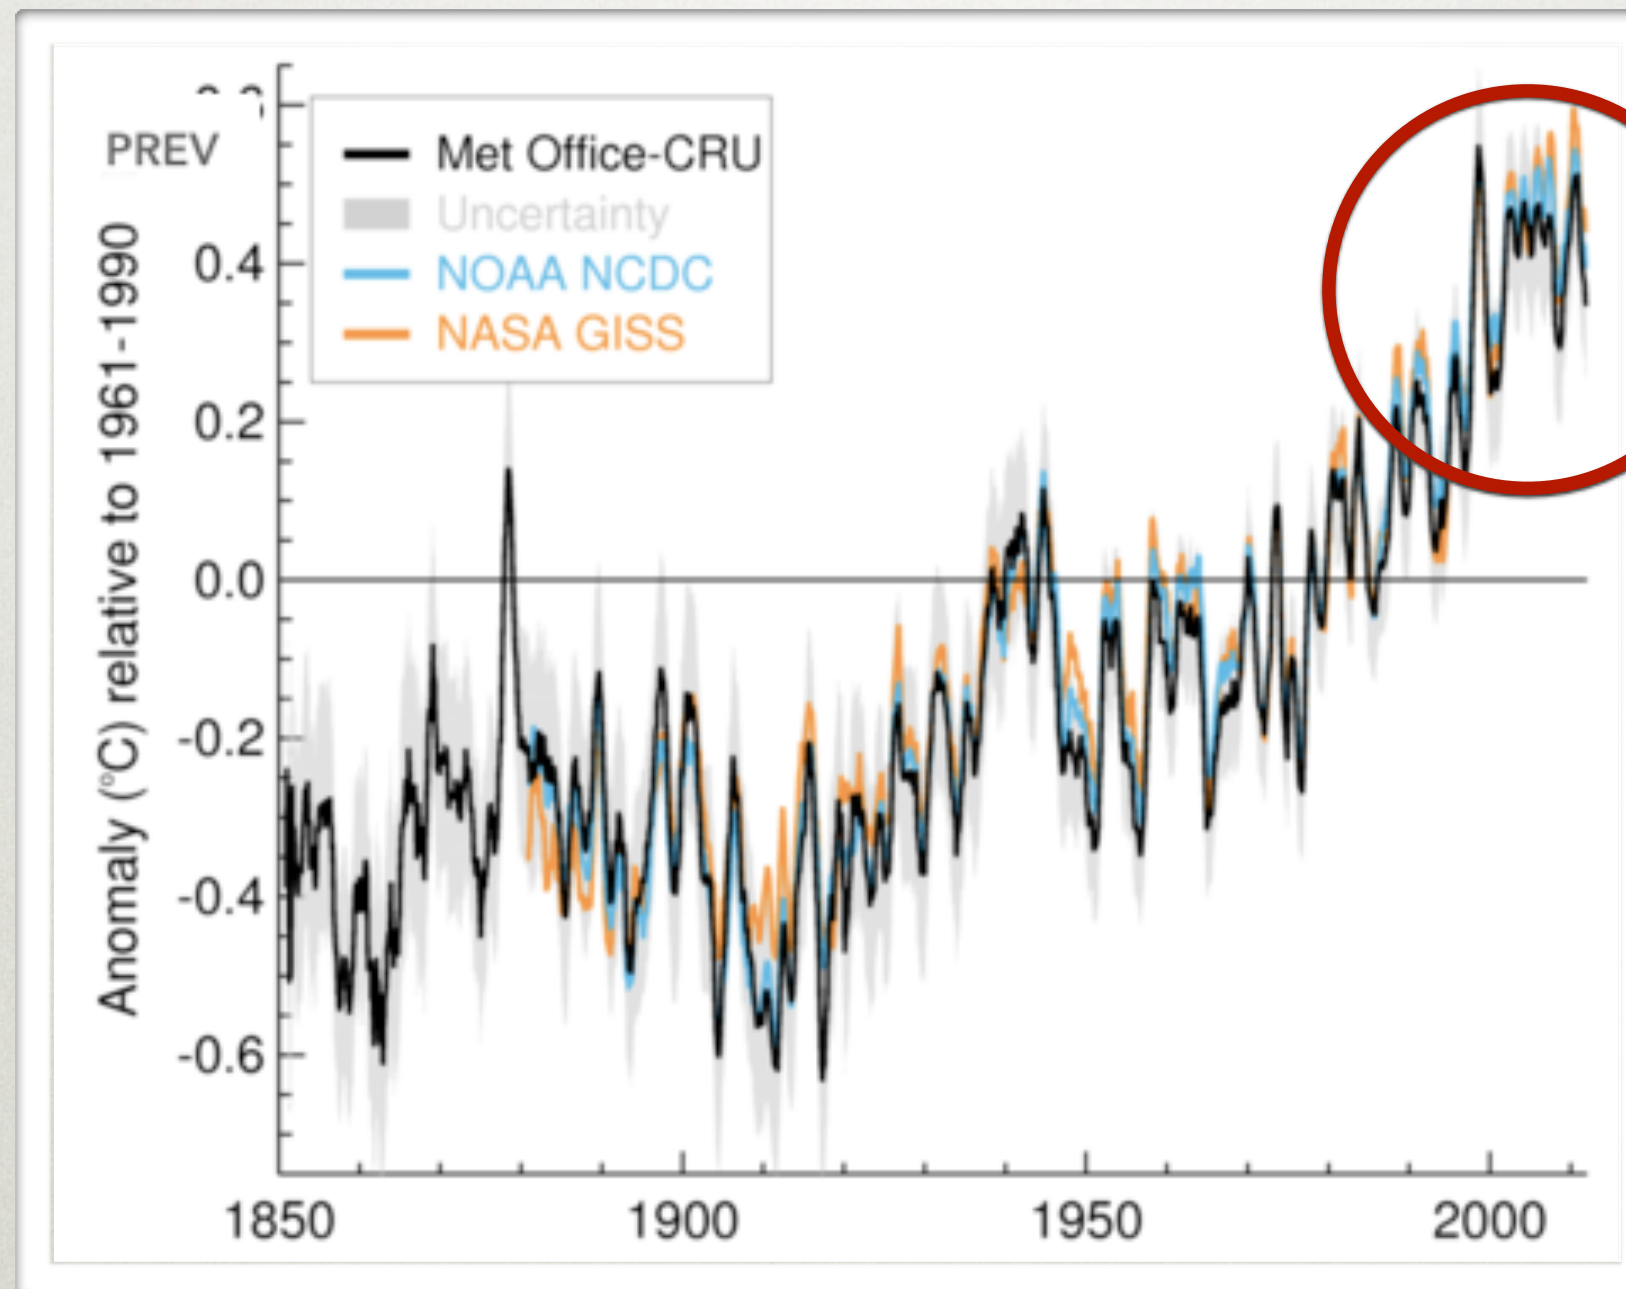 PREV
Met Office-CRU
Uncertainty
NOAA NCDC
NASA GISS
Anomaly (°C) relative to 1961-1990
0.4
0.2
0.0
-0.2
-0.4
-0.6
1850 1900 1950 2000